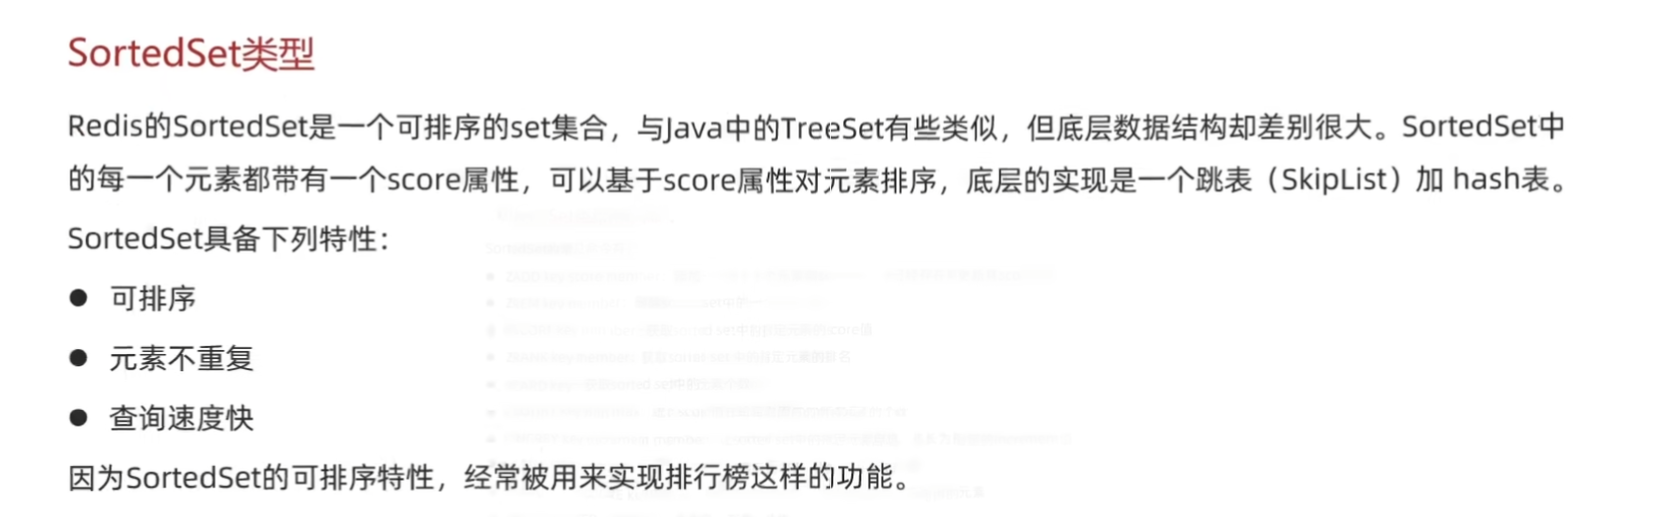 SortedSet类型
Redis的SortedSet是一个可排序的set集合，与Java中的TreeSet有些类似，但底层数据结构却差别很大。SortedSet中
的每一个元素都带有一个score属性，可以基于score属性对元素排序，底层的实现是一个跳表（SkipList）加 hash表。
SortedSet具备下列特性：
● 可排序
● 元素不重复
● 查询速度快
因为SortedSet的可排序特性，经常被用来实现排行榜这样的功能。